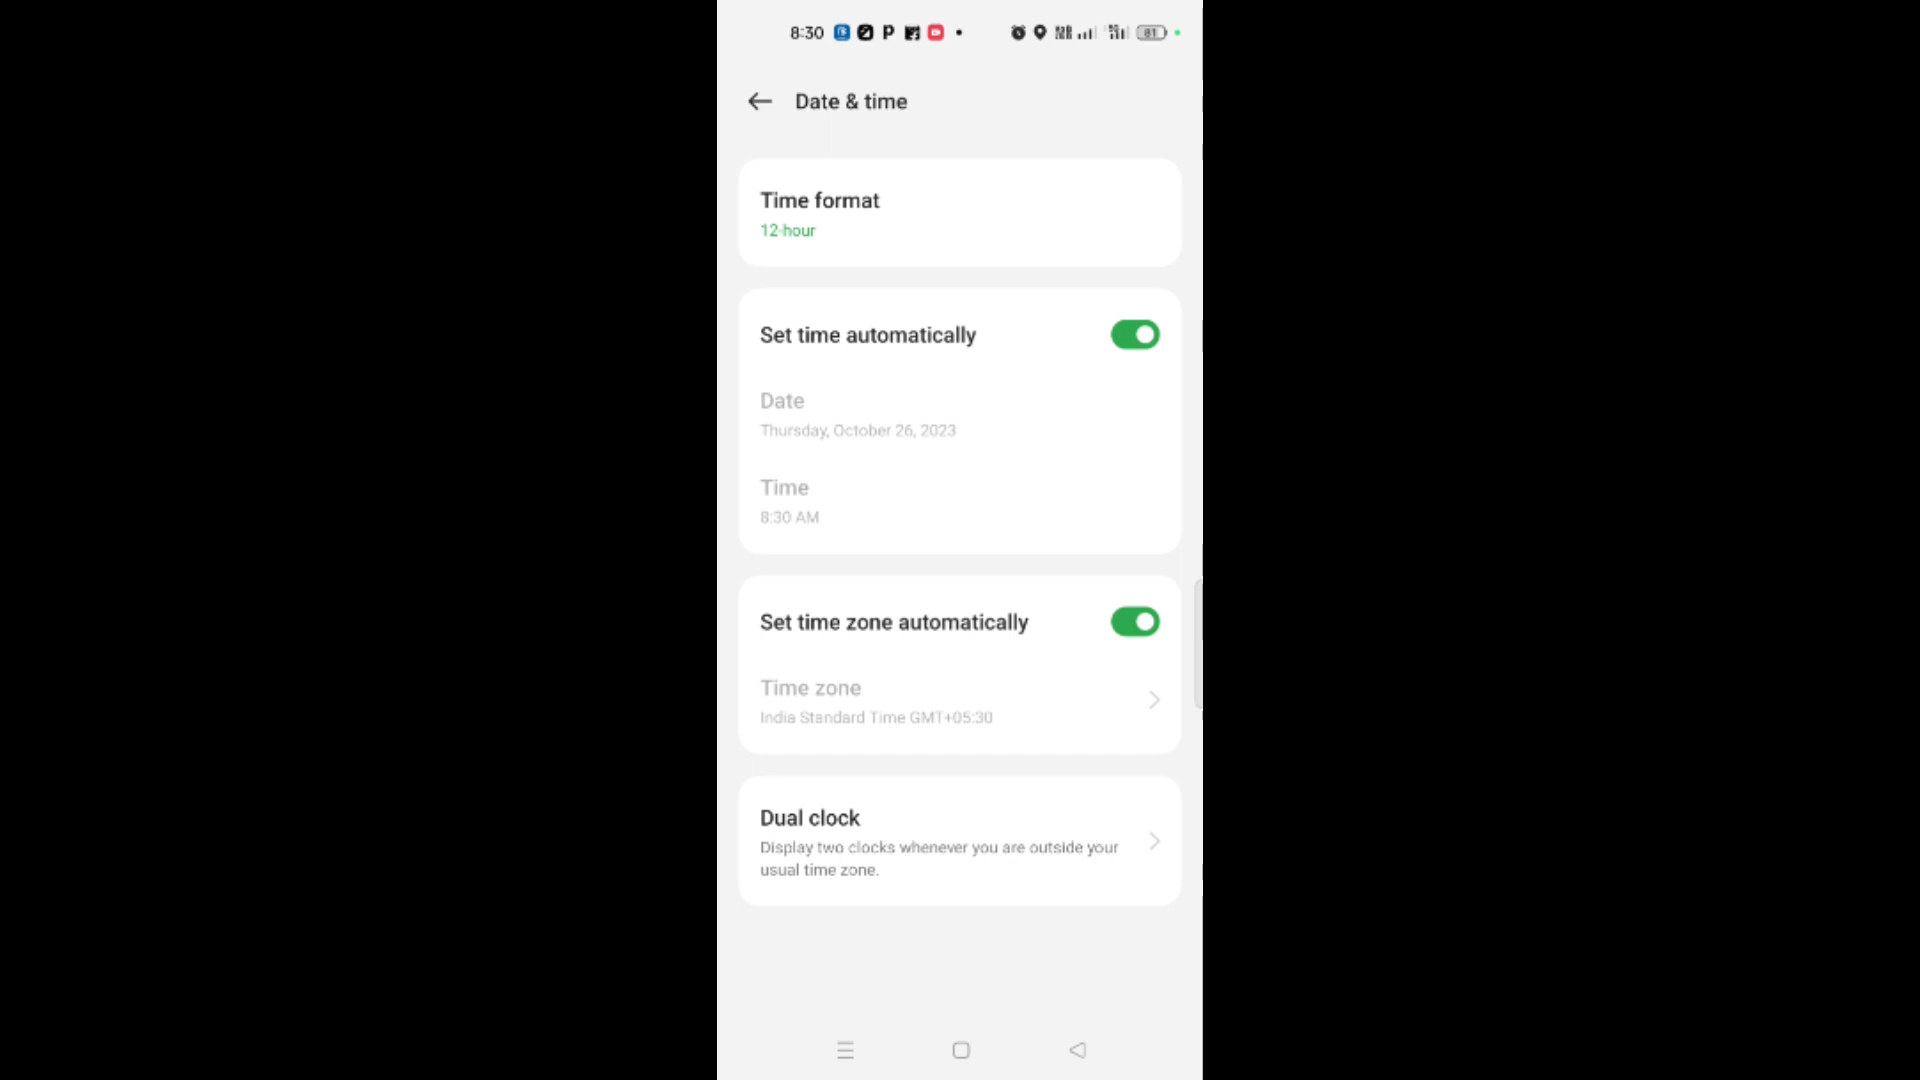 8:30
81
Date & time
Time format
12-hour
Set time automatically
Date
Thursday, October 26, 2023
Time
8:30 AM
Set time zone automatically
Time zone
India Standard Time GMT+05:30
Dual clock
Display two clocks whenever you are outside your
usual time zone.